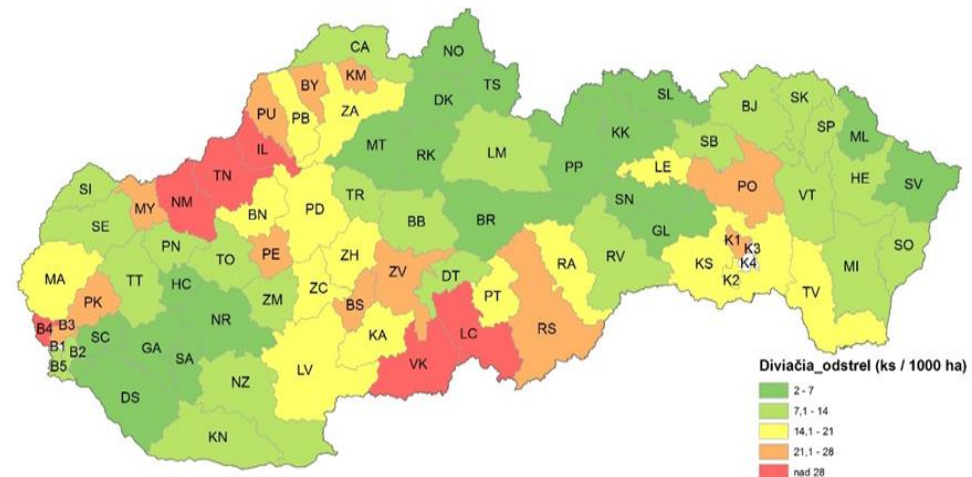 CA
NO
BY
KM
TS
DK
SL
SK
BJ
PU
PB
ZA
KK
SP
ML
SB
IL
MT
RK
LM
PP
LE
HE
TN
PO
VT
SV
SI
TR
SN
MY
NM
BN
PD
BB
BR
SE
GL
PN
K1
K3
SO
TO
PE
ZH
ZV
RA
RV
KS
K4
MI
MA
TT
DT
HC
ZC
K2
ZM
PT
TV
PK
BS
B4
B3
NR
LC
RS
B1
B2
SC
GA
KA
SA
VK
B5
LV
NZ
DS
KN
Diviačia_odstrel (ks / 1000 ha)
2 - 7
7,1 - 14
14,1 - 21
21,1 - 28
nad 28